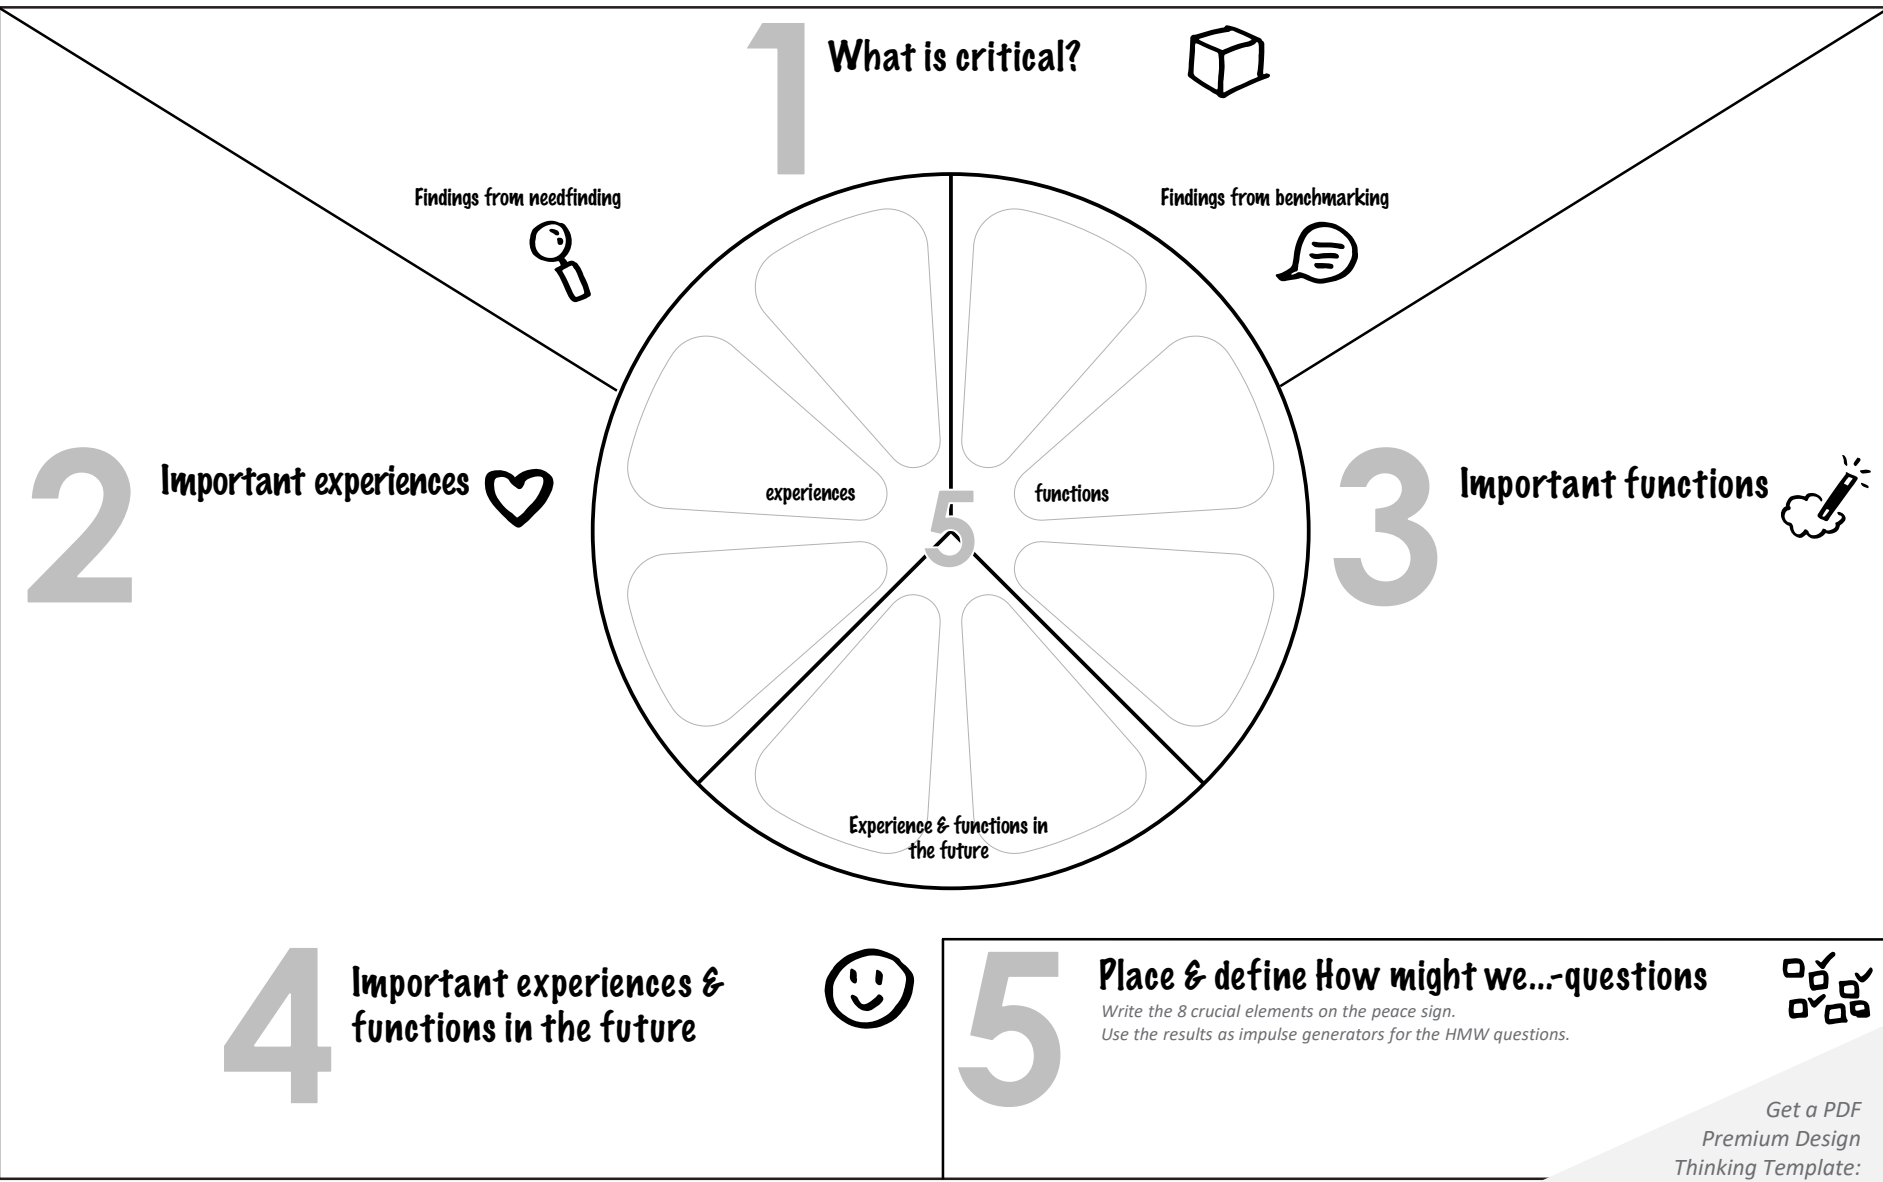 1
What is critical?
Findings from needfinding
Findings from benchmarking
2
Important experiences
experiences
functions
5
3
Important functions
Experience & functions in
the future
4
Important experiences &
functions in the future
5
Place & define How might we...-questions
Write the 8 crucial elements on the peace sign.
Use the results as impulse generators for the HMW questions.
Get a PDF
Premium Design
Thinking Template: